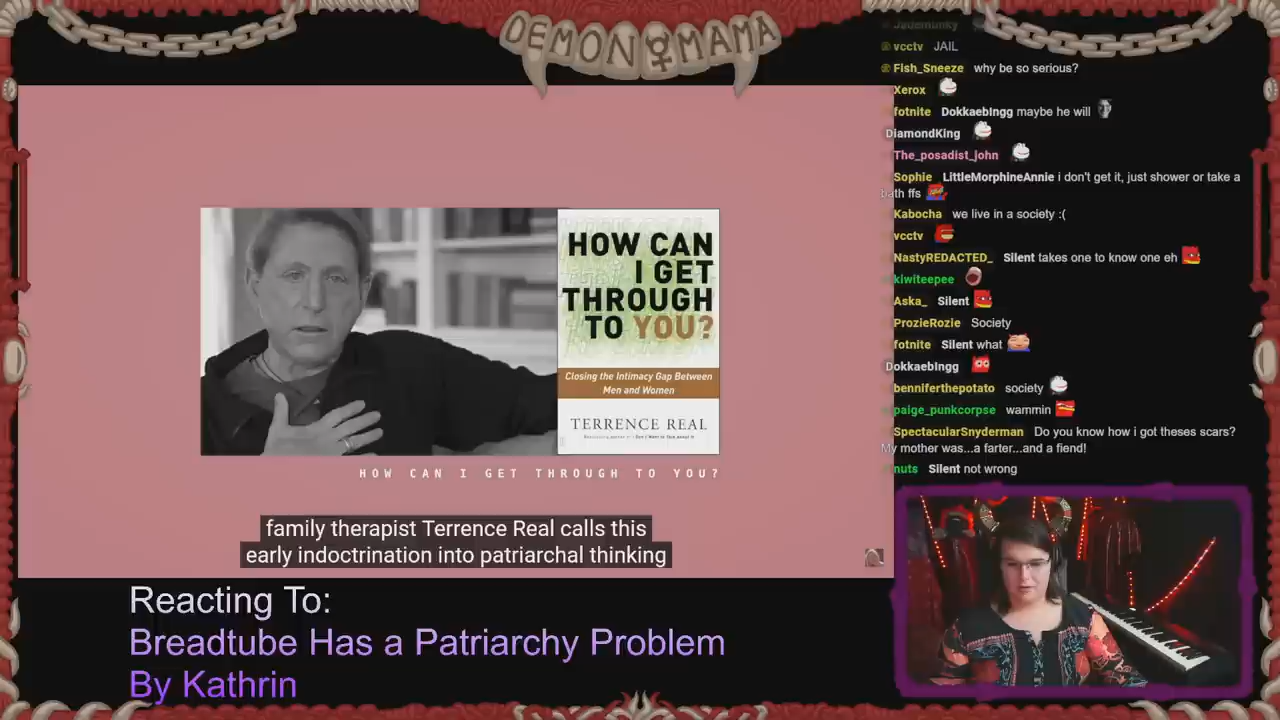 DEMON MAMA
HOW CAN
I GET
THROUGH
TO YOU?
Closing the Intimacy Gap Between
Men and Women
TERRENCE REAL
HOW CAN I GET THROUGH TO YOU?
family therapist Terrence Real calls this
early indoctrination into patriarchal thinking
Reacting To:
Breadtube Has a Patriarchy Problem
By Kathrin
Jademunky
vcctv JAIL
Fish_Sneeze why be so serious?
Xerox
fotnite DokkaebIngg maybe he will
DiamondKing
The_posadist_john
Sophie LittleMorphineAnnie i don't get it, just shower or take a
bath ffs
Kabocha we live in a society :(
vcctv
NastyREDACTED_ Silent takes one to know one eh
kiwiteepee
Aska_ Silent
ProzieRozie Society
fotnite Silent what
DokkaebIngg
benniferthepotato society
paige_punkcorpse wammin
SpectacularSnyderman Do you know how i got theses scars?
My mother was...a farter...and a fiend!
nuts Silent not wrong